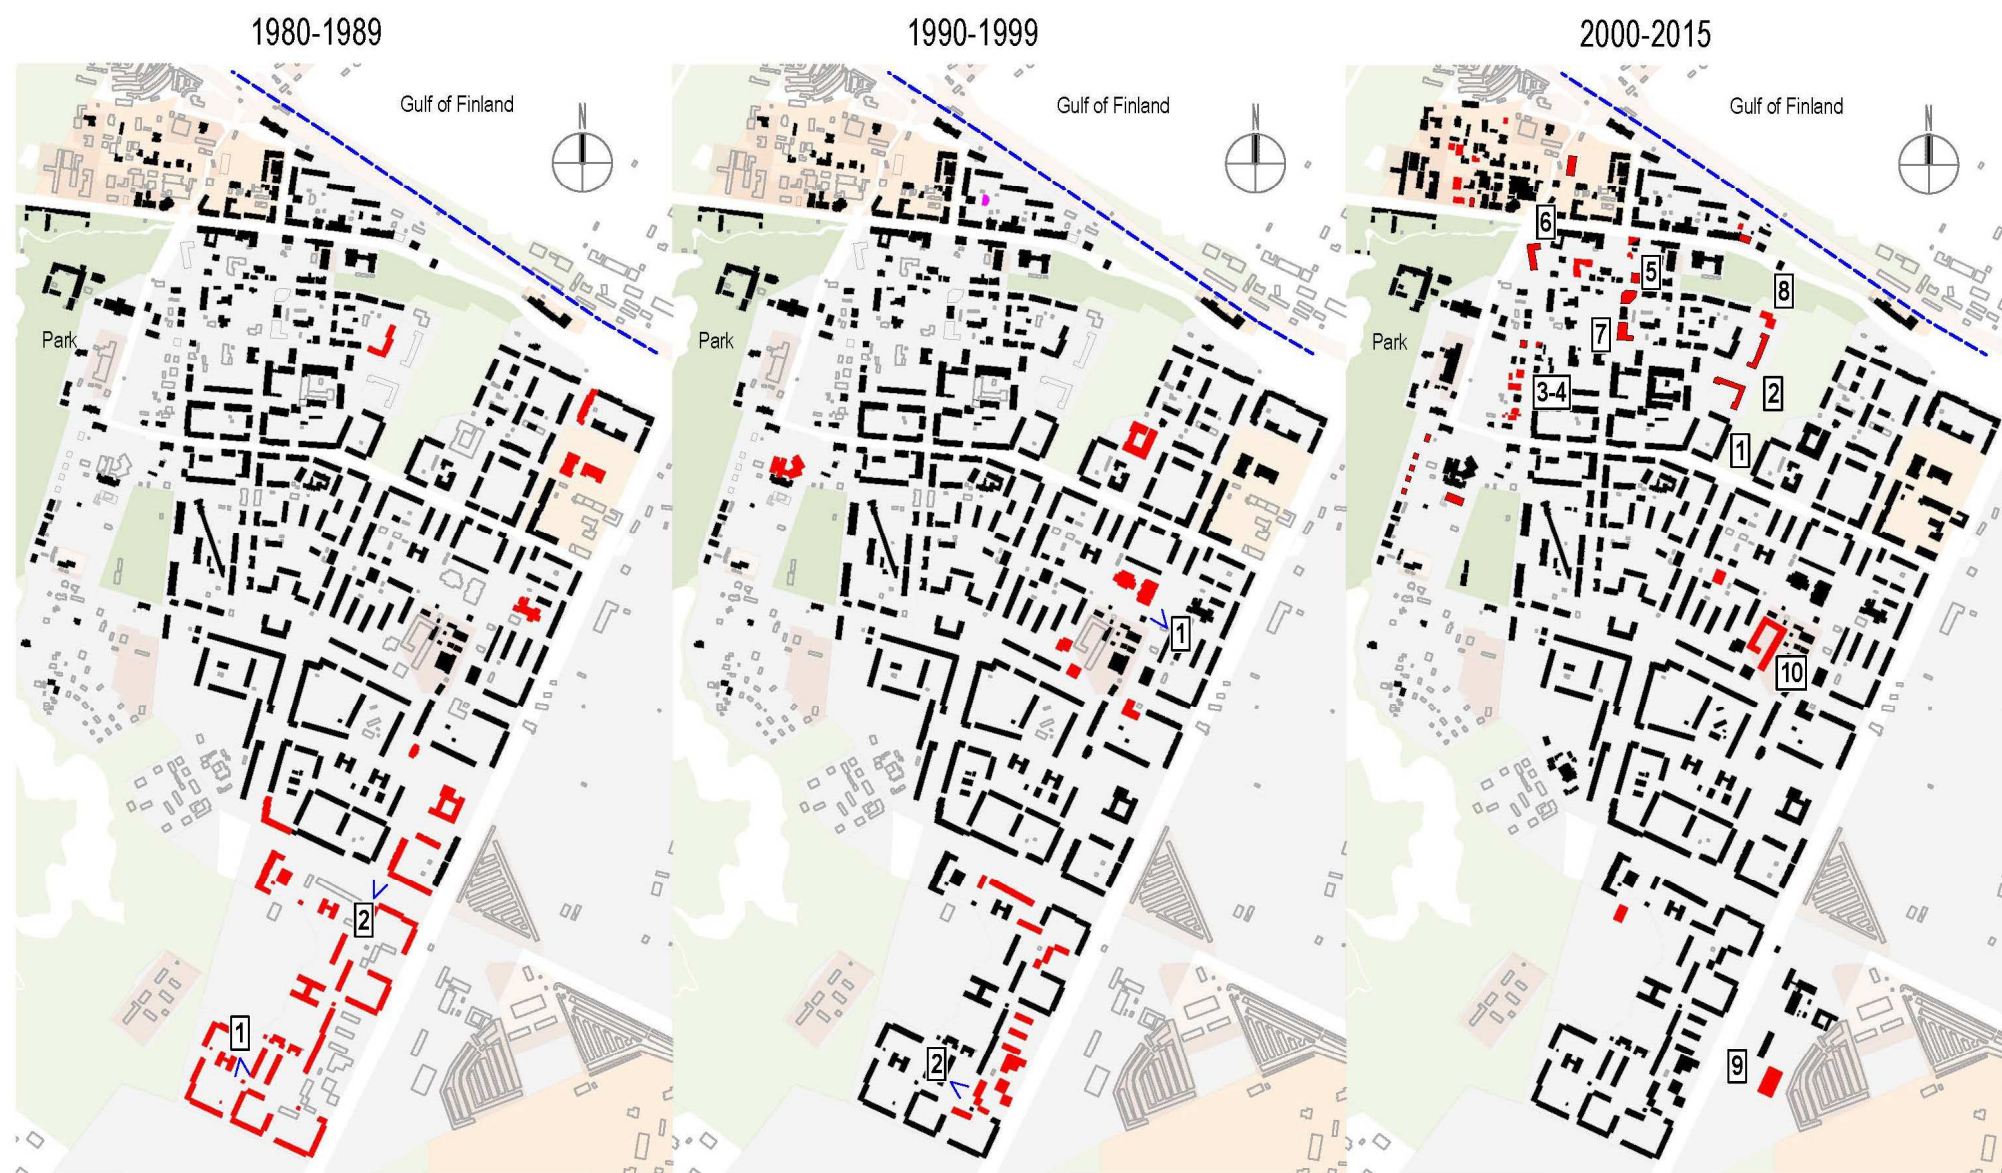 1980-1989
Gulf of Finland
N
Park
2
1
1990-1999
Gulf of Finland
N
Park
1
2
2000-2015
Gulf of Finland
N
6
5
8
Park
7
3-4
2
1
10
9